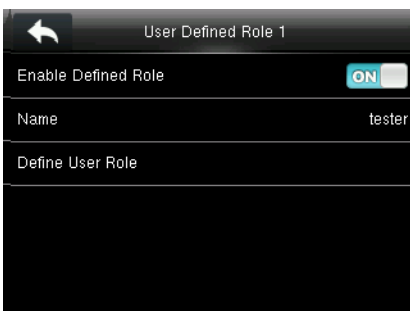 User Defined Role 1
Enable Defined Role ON
Name tester
Define User Role